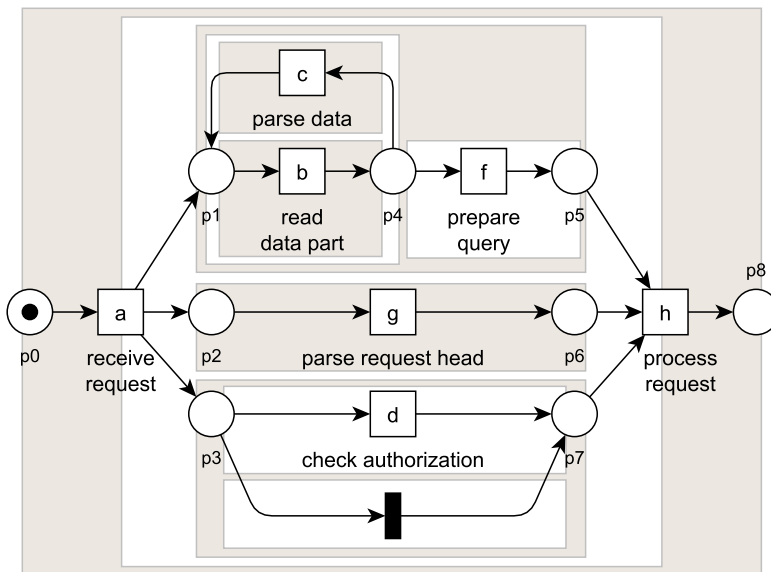 c
parse data
b
p1
p4
read
data part
f
p5
prepare
query
p8
a
p0
receive
request
p2
g
p6
parse request head
h
process
request
d
p3
p7
check authorization